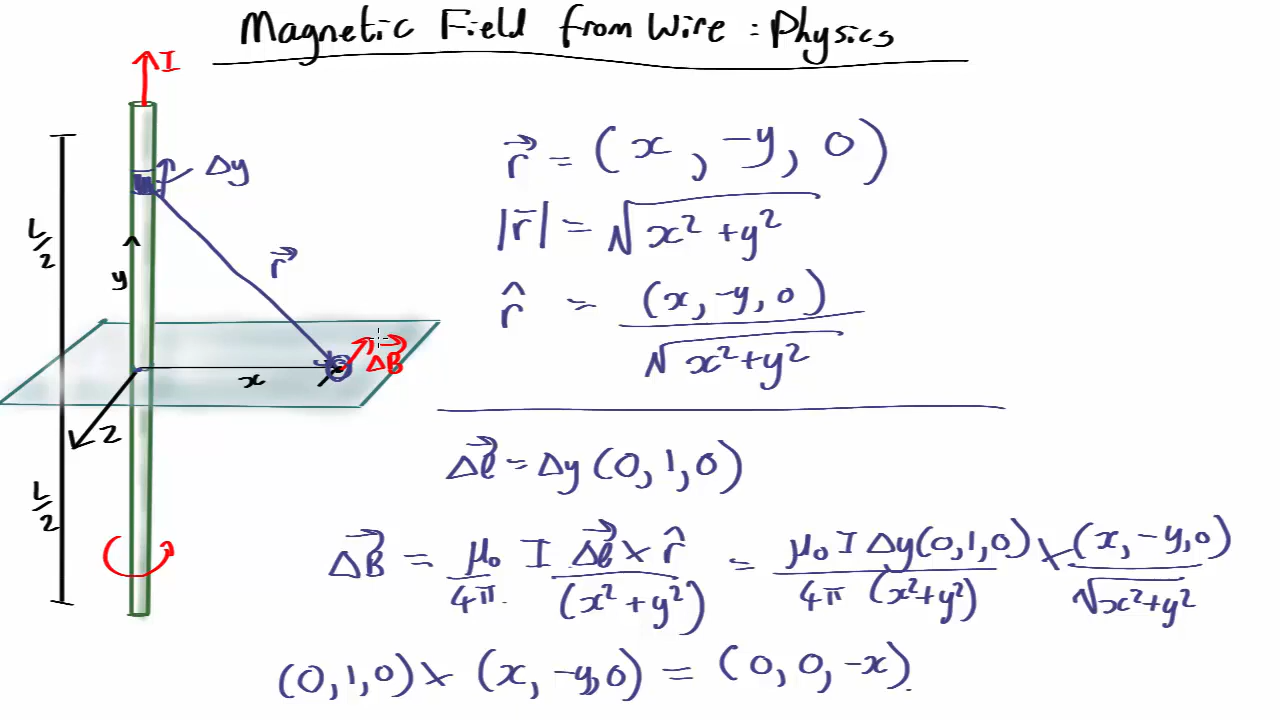 Magnetic Field from Wire : Physics
I
Δy
L/2
r⃗
y
ΔB⃗
x
z
L/2
r⃗ = (x, -y, 0)
|r⃗| = √(x² + y²)
r̂ = (x, -y, 0) / √(x² + y²)
Δl⃗ = Δy (0, 1, 0)
ΔB⃗ = μ₀/4π I Δl⃗ × r̂ / (x² + y²) = μ₀ I Δy(0, 1, 0) / 4π (x² + y²) × (x, -y, 0) / √(x² + y²)
(0, 1, 0) × (x, -y, 0) = (0, 0, -x).